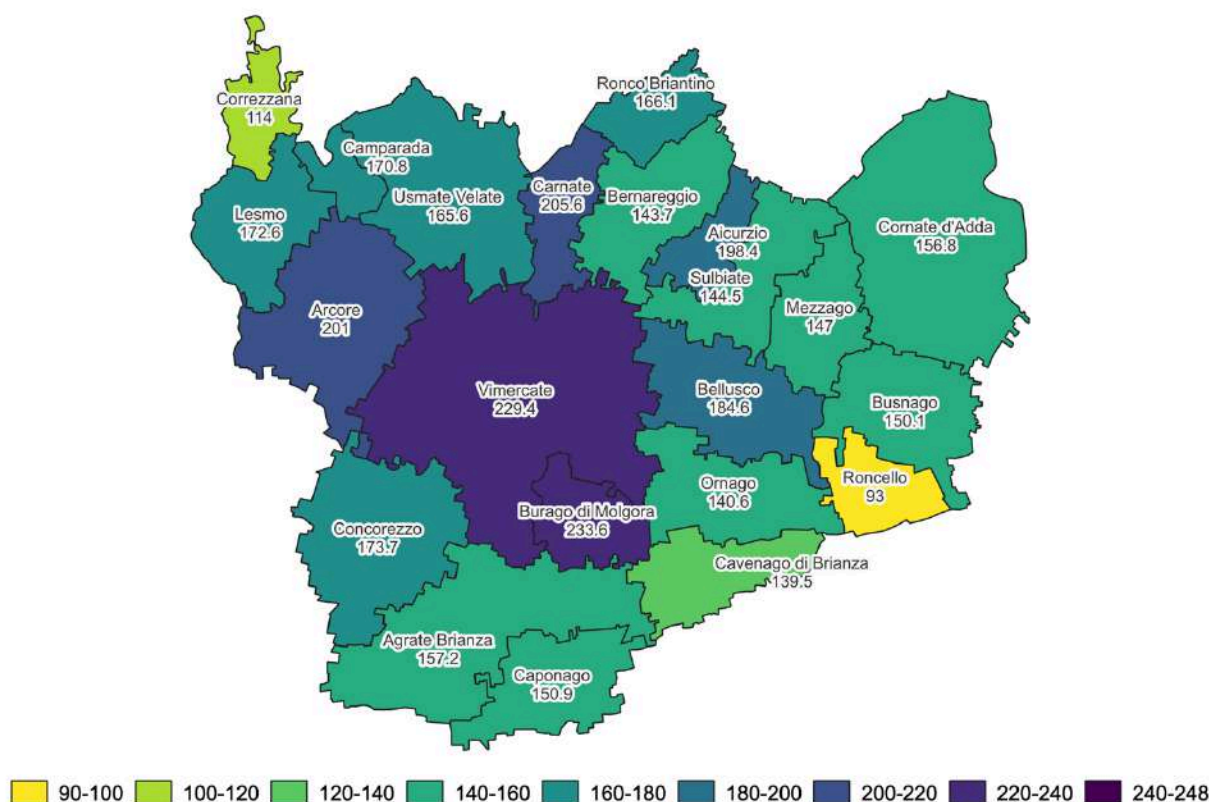 Ronco Briantino
166.1
Correzzana
114
Camparada
170.8
Usmate Velate
165.6
Carnate
205.6
Bernareggio
143.7
Lesmo
172.6
Aicurzio
198.4
Cornate d'Adda
156.8
Sulbiate
144.5
Arcore
201
Mezzago
147
Vimercate
229.4
Bellusco
184.6
Busnago
150.1
Roncello
93
Ornago
140.6
Burago di Molgora
233.6
Concorezzo
173.7
Cavenago di Brianza
139.5
Agrate Brianza
157.2
Caponago
150.9
90-100 100-120 120-140 140-160 160-180 180-200 200-220 220-240 240-248